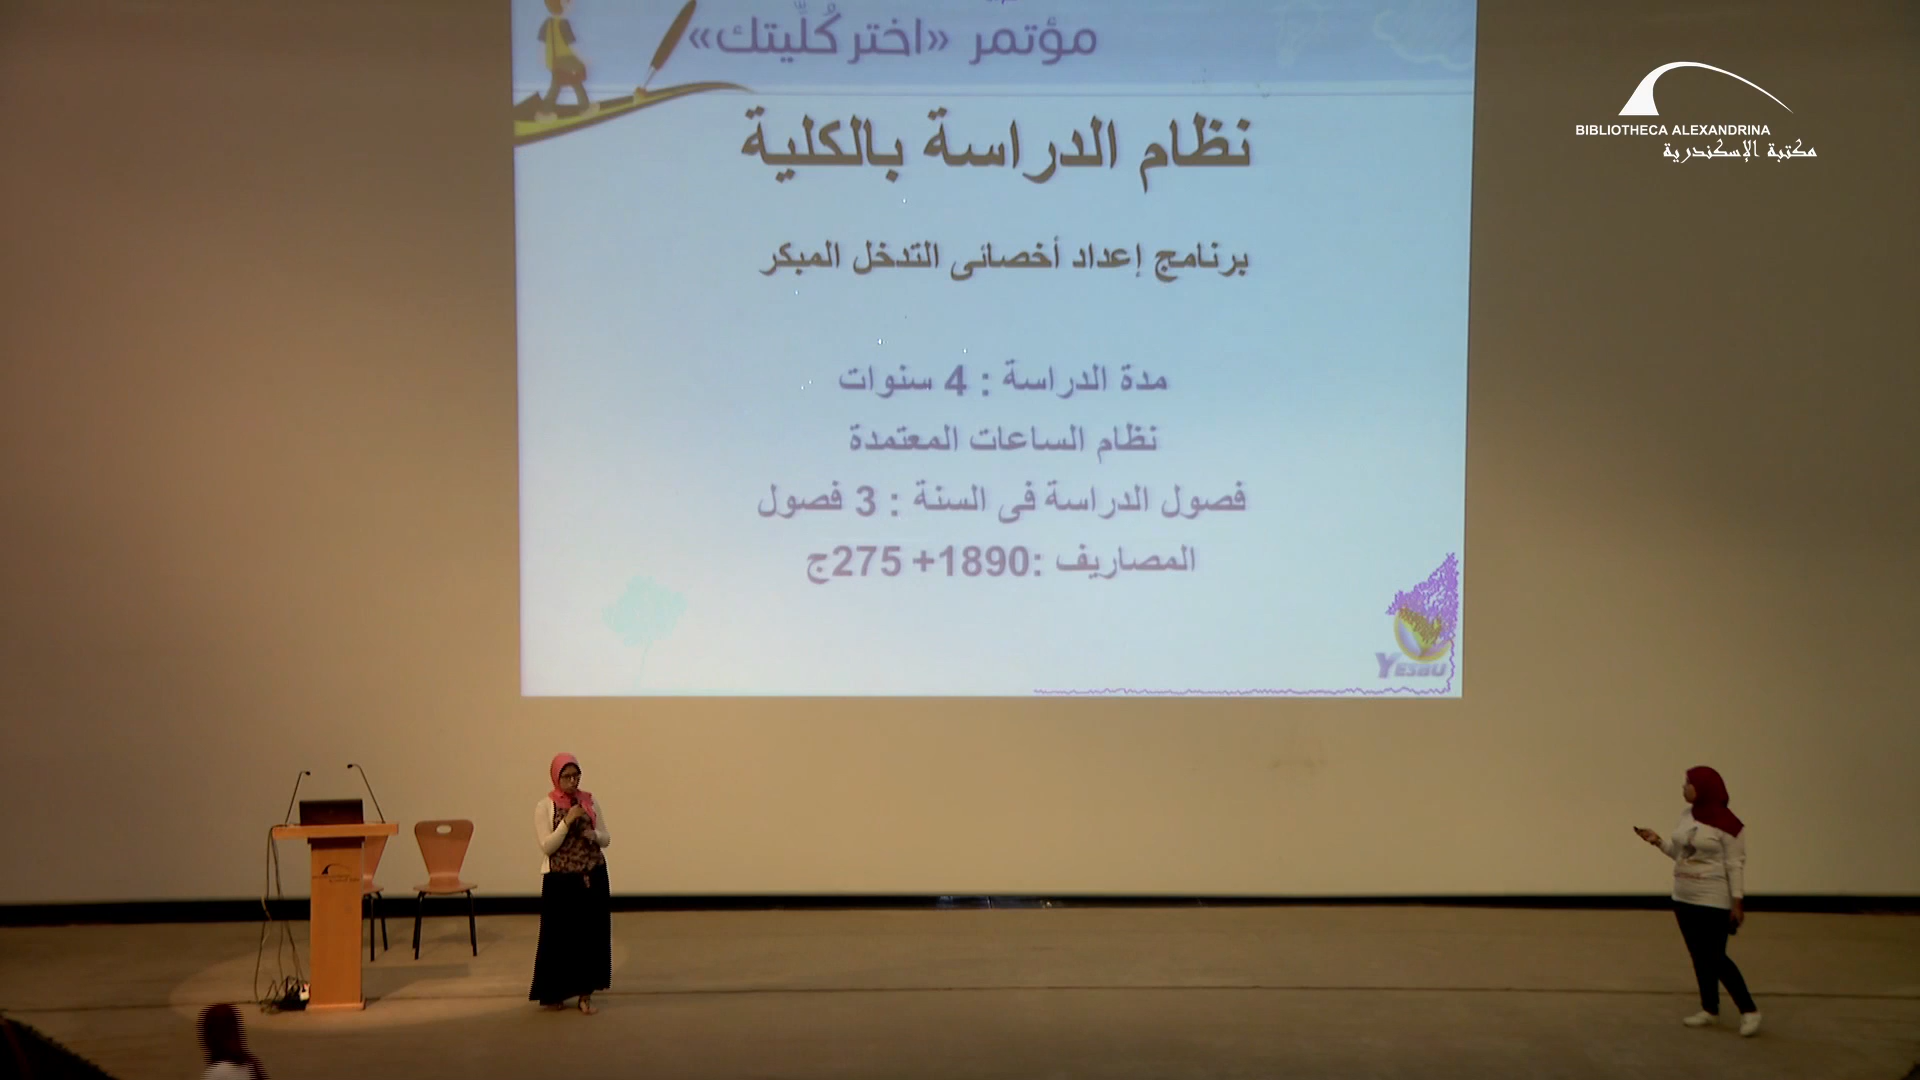 مؤتمر «اختر كُلِّيتك»
BIBLIOTHECA ALEXANDRINA
مكتبة الإسكندرية
نظام الدراسة بالكلية
برنامج إعداد أخصائى التدخل المبكر
مدة الدراسة : 4 سنوات
نظام الساعات المعتمدة
فصول الدراسة فى السنة : 3 فصول
المصاريف :1890+ 275ج
YESBU